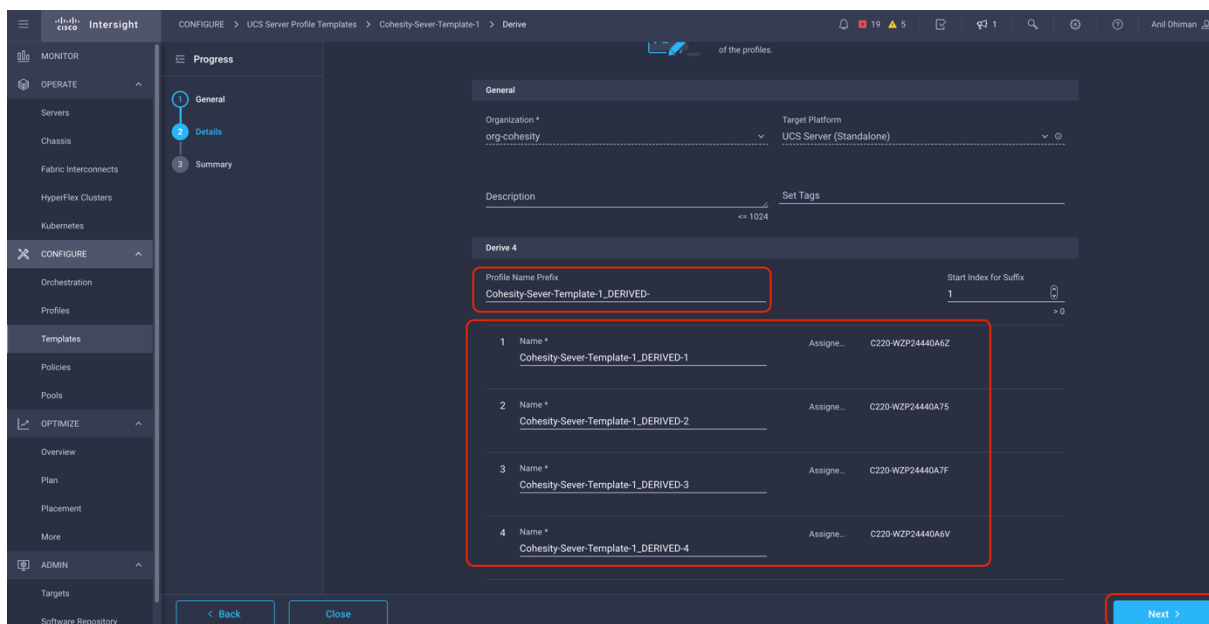 cisco Intersight
CONFIGURE > UCS Server Profile Templates > Cohesity-Sever-Template-1 > Derive
19 5
1
Anil Dhiman
MONITOR
OPERATE
Servers
Chassis
Fabric Interconnects
HyperFlex Clusters
Kubernetes
CONFIGURE
Orchestration
Profiles
Templates
Policies
Pools
OPTIMIZE
Overview
Plan
Placement
More
ADMIN
Targets
Software Repository
Progress
1 General
2 Details
3 Summary
of the profiles.
General
Organization *
org-cohesity
Target Platform
UCS Server (Standalone)
Description
<= 1024
Set Tags
Derive 4
Profile Name Prefix
Cohesity-Sever-Template-1_DERIVED-
Start Index for Suffix
1
> 0
1 Name *
Cohesity-Sever-Template-1_DERIVED-1
Assigne... C220-WZP24440A6Z
2 Name *
Cohesity-Sever-Template-1_DERIVED-2
Assigne... C220-WZP24440A75
3 Name *
Cohesity-Sever-Template-1_DERIVED-3
Assigne... C220-WZP24440A7F
4 Name *
Cohesity-Sever-Template-1_DERIVED-4
Assigne... C220-WZP24440A6V
< Back
Close
Next >